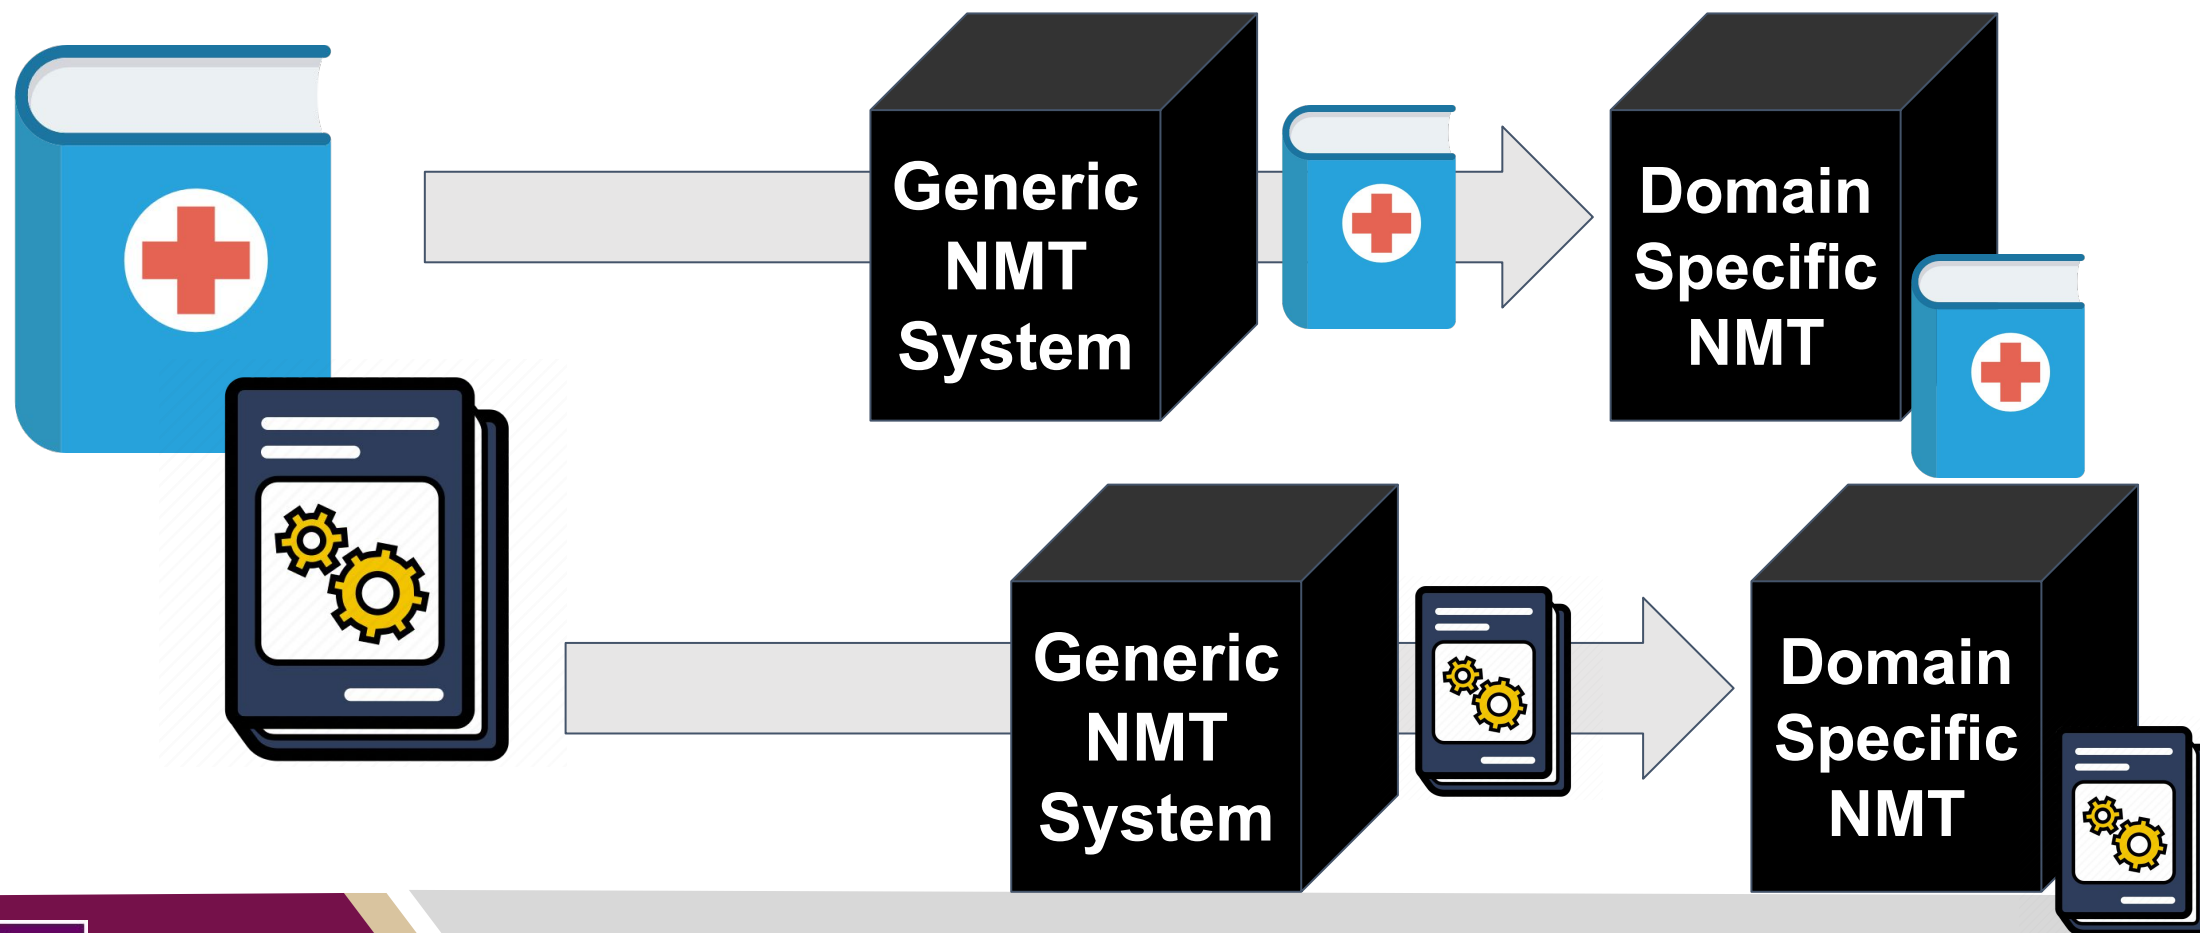 Generic
NMT
System
Domain
Specific
NMT
Generic
NMT
System
Domain
Specific
NMT